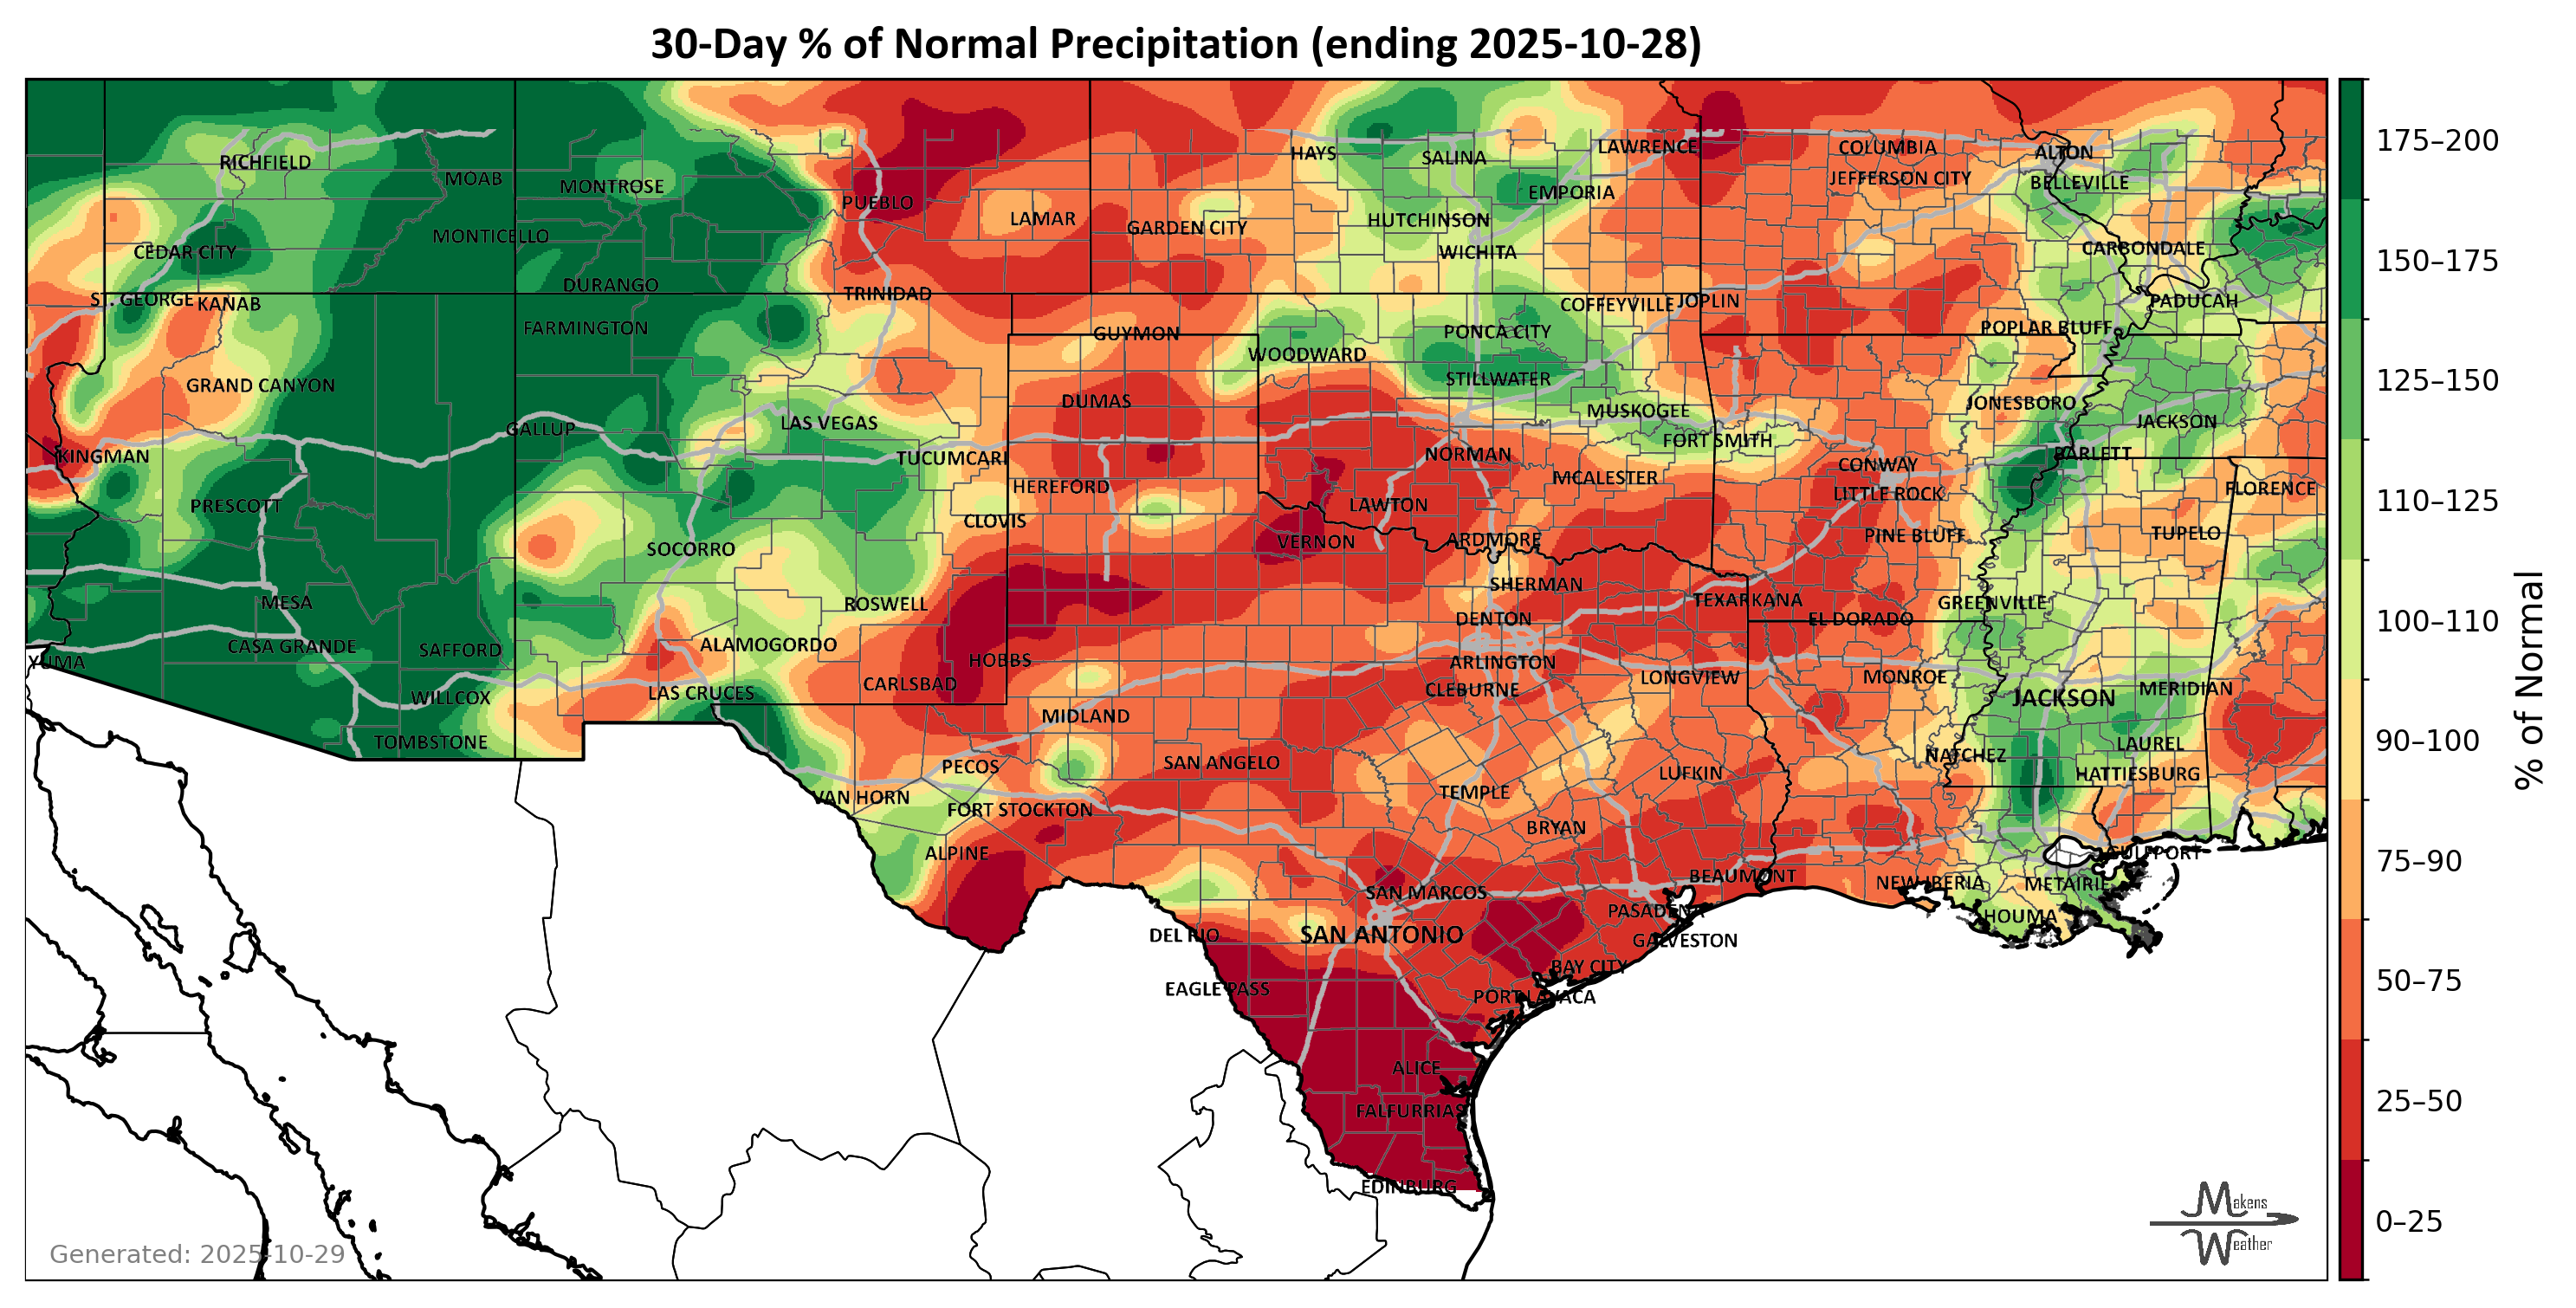 30-Day % of Normal Precipitation (ending 2025-10-28)
RICHFIELD
MOAB
MONTROSE
PUEBLO
LAMAR
GARDEN CITY
HAYS
SALINA
LAWRENCE
EMPORIA
HUTCHINSON
WICHITA
COLUMBIA
JEFFERSON CITY
ALTON
BELLEVILLE
CARBONDALE
PADUCAH
MONTICELLO
CEDAR CITY
DURANGO
TRINIDAD
ST. GEORGE
KANAB
FARMINGTON
GUYMON
WOODWARD
PONCA CITY
COFFEYVILLE
JOPLIN
POPLAR BLUFF
STILLWATER
GRAND CANYON
DUMAS
MUSKOGEE
JONESBORO
JACKSON
GALLUP
LAS VEGAS
FORT SMITH
KINGMAN
TUCUMCARI
NORMAN
MCALESTER
CONWAY
BARLETT
HEREFORD
LITTLE ROCK
FLORENCE
PRESCOTT
LAWTON
CLOVIS
VERNON
ARDMORE
PINE BLUFF
TUPELO
SOCORRO
SHERMAN
MESA
ROSWELL
TEXARKANA
GREENVILLE
DENTON
EL DORADO
CASA GRANDE
SAFFORD
ALAMOGORDO
YUMA
HOBBS
ARLINGTON
LONGVIEW
MONROE
WILLCOX
LAS CRUCES
CARLSBAD
CLEBURNE
JACKSON
MERIDIAN
MIDLAND
TOMBSTONE
LAUREL
NATCHEZ
PECOS
SAN ANGELO
LUFKIN
HATTIESBURG
VAN HORN
FORT STOCKTON
TEMPLE
BRYAN
ALPINE
GULFPORT
BEAUMONT
NEW IBERIA
METAIRIE
SAN MARCOS
PASADENA
HOUMA
DEL RIO
SAN ANTONIO
GALVESTON
BAY CITY
EAGLE PASS
PORT LAVACA
ALICE
FALFURRIAS
EDINBURG
Generated: 2025-10-29
Makens
Weather
175–200
150–175
125–150
110–125
100–110
90–100
75–90
50–75
25–50
0–25
% of Normal